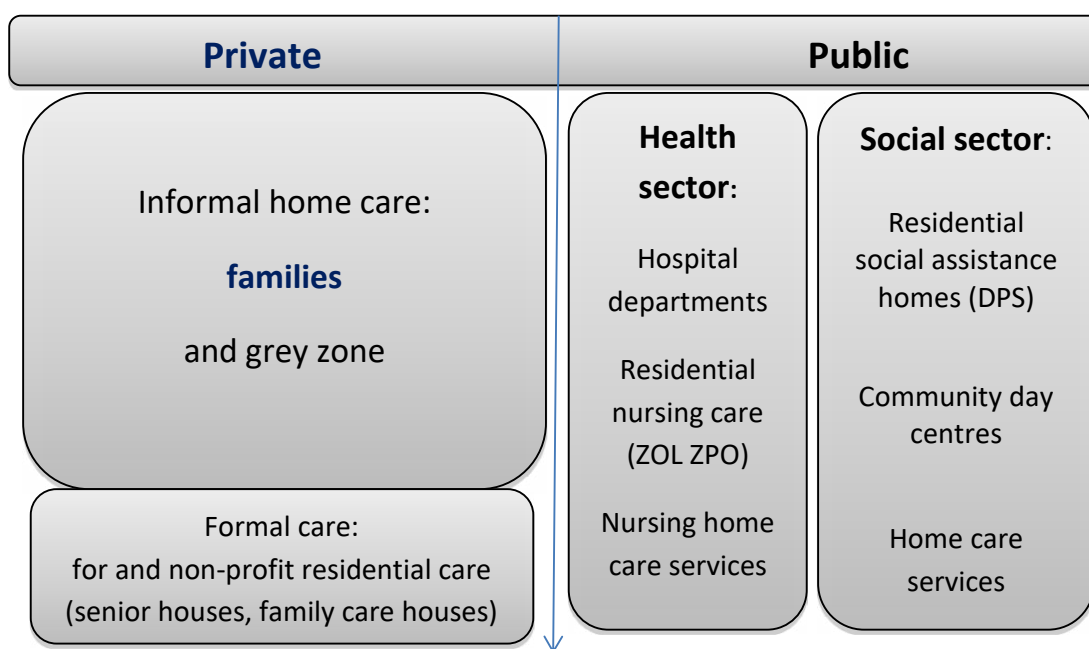 Private
Public
Informal home care:
families
and grey zone
Formal care:
for and non-profit residential care
(senior houses, family care houses)
Health
sector:
Hospital
departments
Residential
nursing care
(ZOL ZPO)
Nursing home
care services
Social sector:
Residential
social assistance
homes (DPS)
Community day
centres
Home care
services